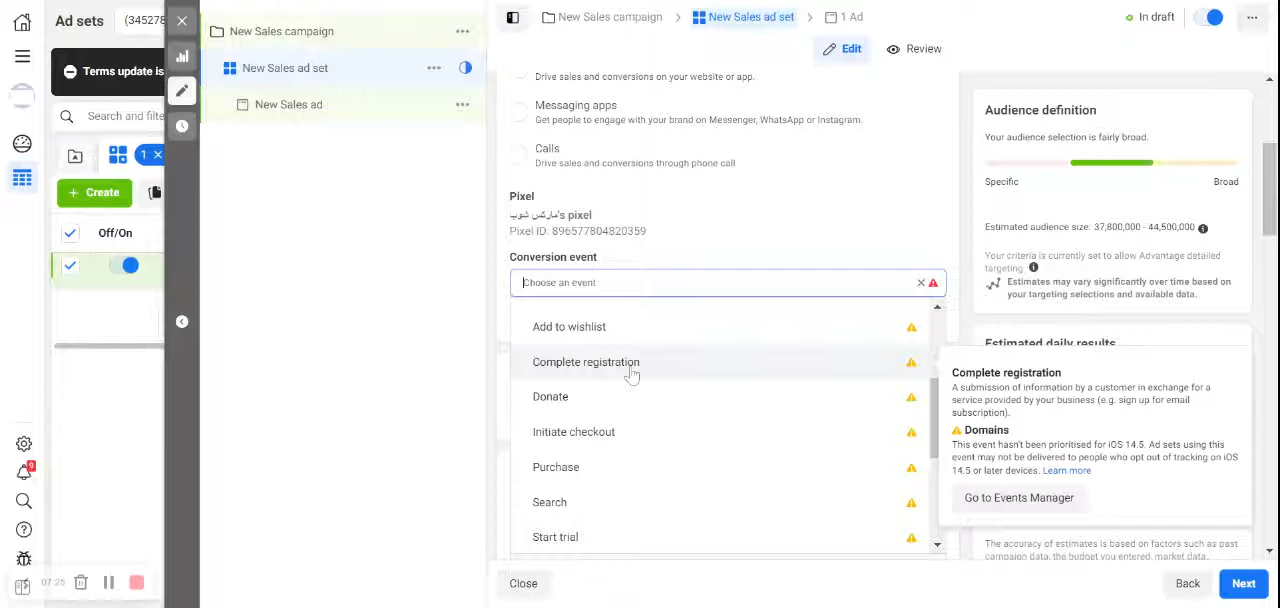 Ad sets
(345278
Terms update is
Search and filte
1
Create
Off/On
9
07:25
New Sales campaign
New Sales ad set
New Sales ad
New Sales campaign
New Sales ad set
1 Ad
In draft
Edit
Review
Drive sales and conversions on your website or app.
Messaging apps
Get people to engage with your brand on Messenger, WhatsApp or Instagram.
Calls
Drive sales and conversions through phone call
Pixel
مارکس شوپ's pixel
Pixel ID: 896577804820359
Conversion event
Choose an event
Add to wishlist
Complete registration
Donate
Initiate checkout
Purchase
Search
Start trial
Close
Audience definition
Your audience selection is fairly broad.
Specific
Broad
Estimated audience size: 37,800,000 - 44,500,000
Your criteria is currently set to allow Advantage detailed
targeting
Estimates may vary significantly over time based on
your targeting selections and available data.
Estimated daily results
Complete registration
A submission of information by a customer in exchange for a
service provided by your business (e.g. sign up for email
subscription).
Domains
This event hasn't been prioritised for iOS 14.5. Ad sets using this
event may not be delivered to people who opt out of tracking on iOS
14.5 or later devices. Learn more
Go to Events Manager
The accuracy of estimates is based on factors such as past
campaign data, the budget you entered, market data,
Back
Next